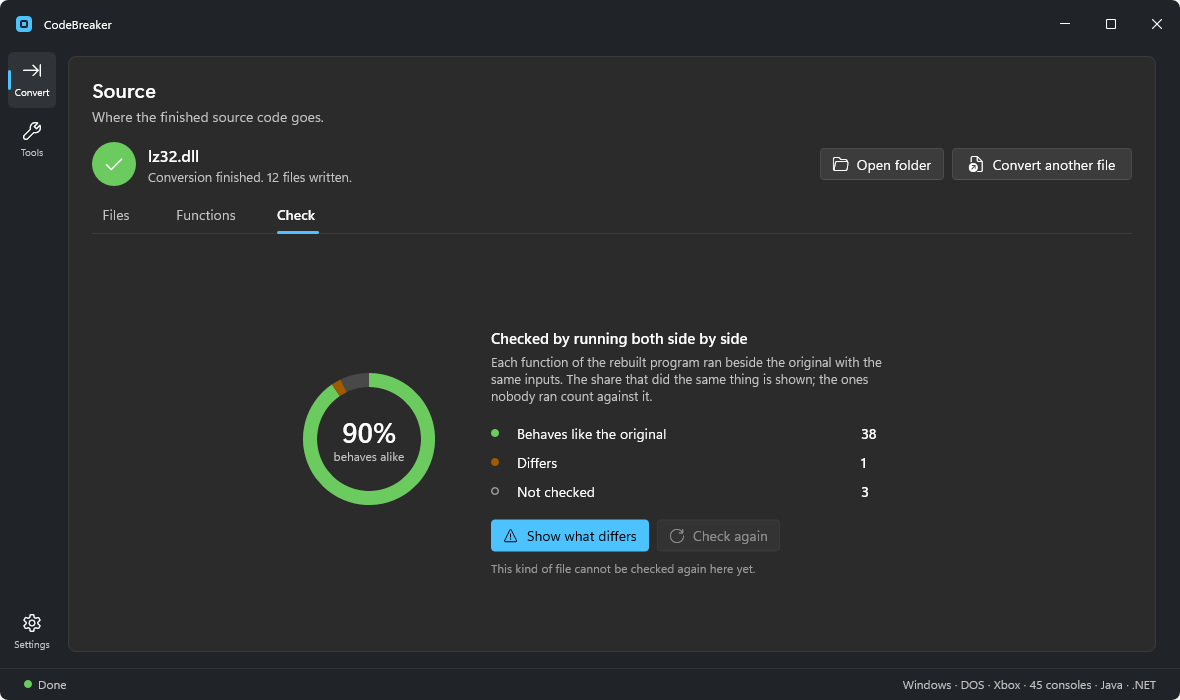 CodeBreaker
Convert
Tools
Source
Where the finished source code goes.
lz32.dll
Conversion finished. 12 files written.
Open folder
Convert another file
Files
Functions
Check
Checked by running both side by side
Each function of the rebuilt program ran beside the original with the
same inputs. The share that did the same thing is shown; the ones
nobody ran count against it.
90%
behaves alike
Behaves like the original 38
Differs 1
Not checked 3
Show what differs
Check again
This kind of file cannot be checked again here yet.
Settings
Done
Windows · DOS · Xbox · 45 consoles · Java · .NET